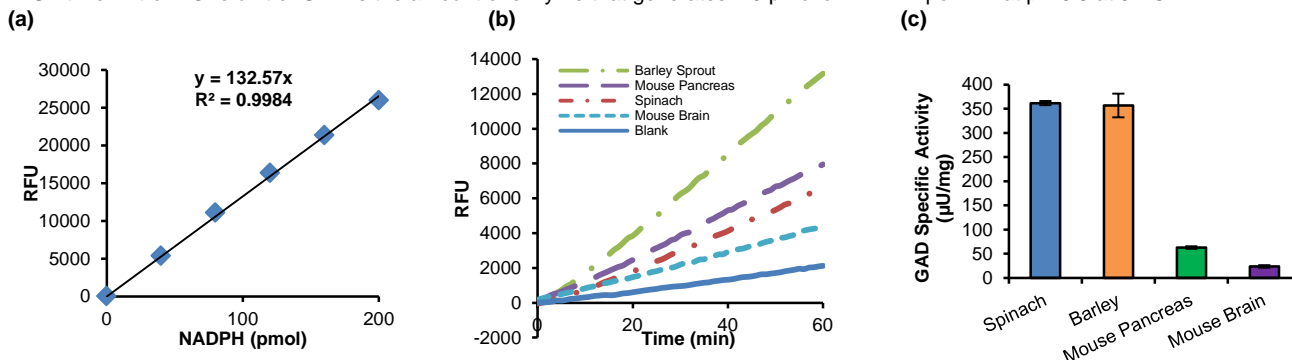 (a)
(b)
(c)
30000
25000
20000
15000
10000
5000
0
RFU
y = 132.57x
R² = 0.9984
0
100
200
NADPH (pmol)
14000
12000
10000
8000
6000
4000
2000
0
-2000
RFU
Barley Sprout
Mouse Pancreas
Spinach
Mouse Brain
Blank
0
20
40
60
Time (min)
400
350
300
250
200
150
100
50
0
GAD Specific Activity
(µU/mg)
Spinach
Barley
Mouse Pancreas
Mouse Brain